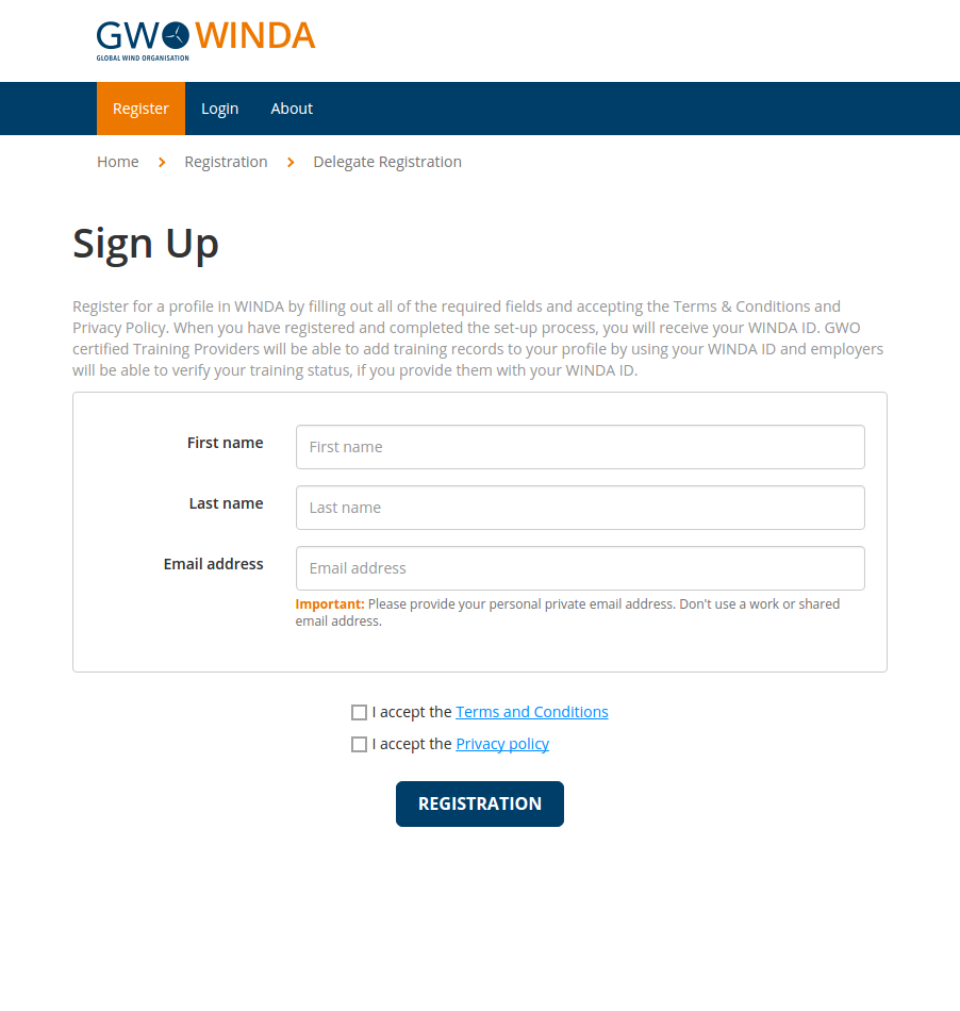 GWO WINDA
GLOBAL WIND ORGANISATION
Register Login About
Home Registration Delegate Registration
Sign Up
Register for a profile in WINDA by filling out all of the required fields and accepting the Terms & Conditions and
Privacy Policy. When you have registered and completed the set-up process, you will receive your WINDA ID. GWO
certified Training Providers will be able to add training records to your profile by using your WINDA ID and employers
will be able to verify your training status, if you provide them with your WINDA ID.
First name First name
Last name Last name
Email address Email address
Important: Please provide your personal private email address. Don't use a work or shared
email address.
I accept the Terms and Conditions
I accept the Privacy policy
REGISTRATION